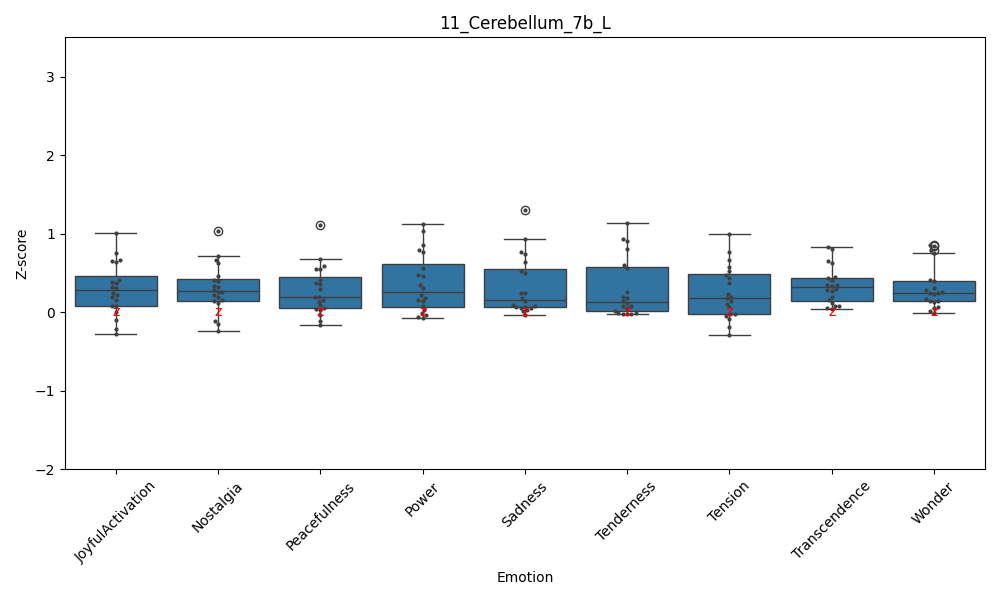 11_Cerebellum_7b_L
Z-score
3
2
1
0
−1
−2
z z z z z z z z z
JoyfulActivation
Nostalgia
Peacefulness
Power
Sadness
Tenderness
Tension
Transcendence
Wonder
Emotion